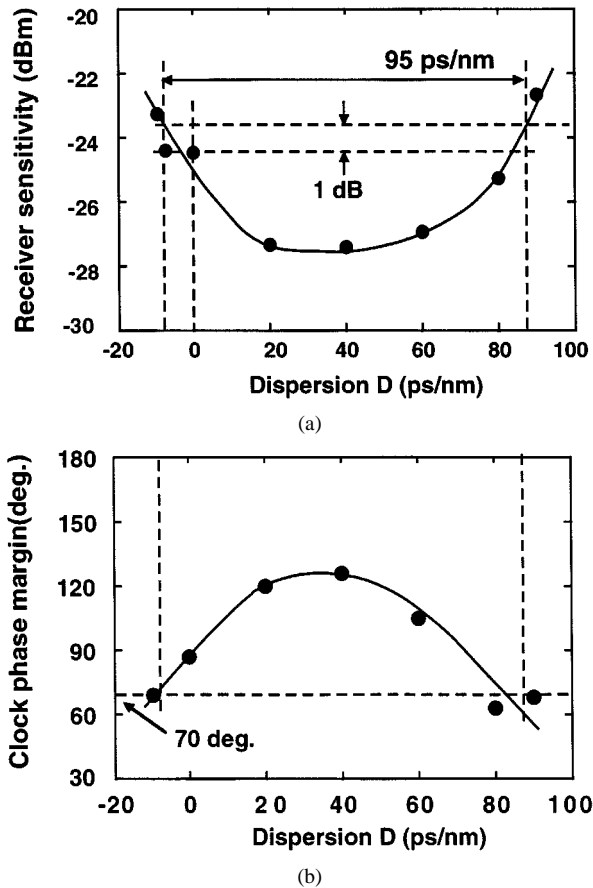 (a)
Receiver sensitivity (dBm)
-20
-22
-24
-26
-28
-30
95 ps/nm
1 dB
-20 0 20 40 60 80 100
Dispersion D (ps/nm)
(a)
Clock phase margin(deg.)
180
150
120
90
60
30
70 deg.
-20 0 20 40 60 80 100
Dispersion D (ps/nm)
(b)